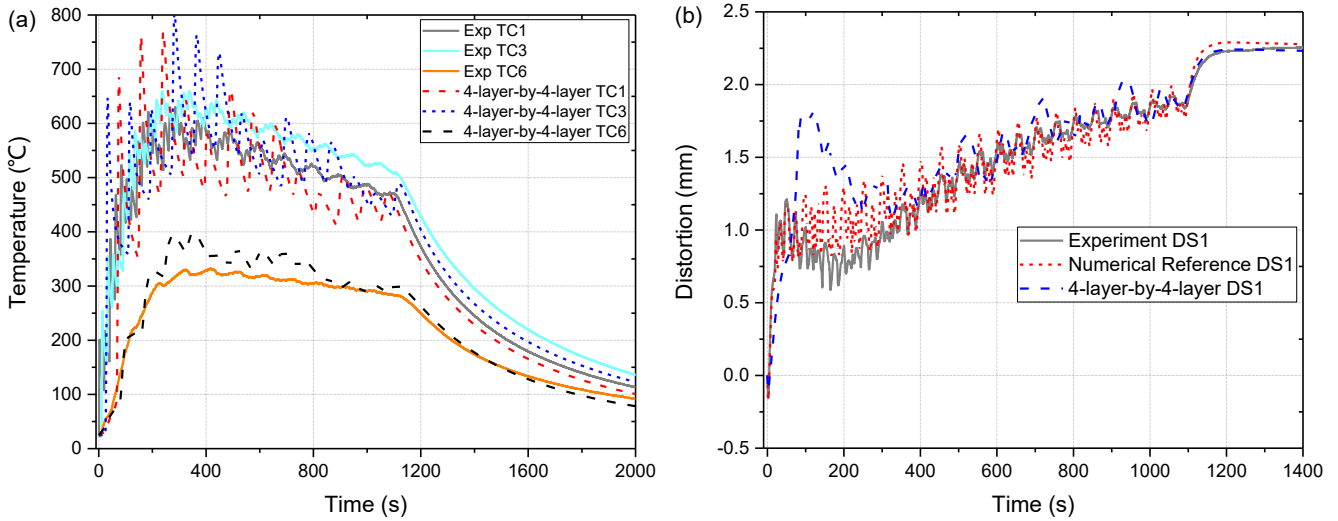 (a)
800
700
600
500
400
300
200
100
0
Temperature (℃)
0 400 800 1200 1600 2000
Time (s)
Exp TC1
Exp TC3
Exp TC6
4-layer-by-4-layer TC1
4-layer-by-4-layer TC3
4-layer-by-4-layer TC6
(b)
2.5
2.0
1.5
1.0
0.5
0.0
-0.5
Distortion (mm)
0 200 400 600 800 1000 1200 1400
Time (s)
Experiment DS1
Numerical Reference DS1
4-layer-by-4-layer DS1